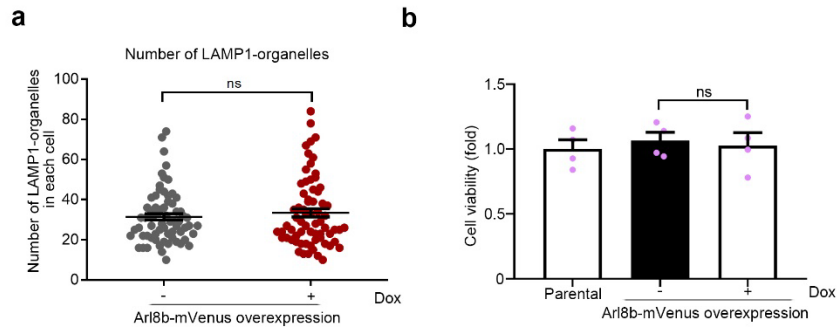 a
Number of LAMP1-organelles
ns
Number of LAMP1-organelles
in each cell
100
80
60
40
20
0
- + Dox
Arl8b-mVenus overexpression
b
ns
Cell viability (fold)
1.5
1.0
0.5
0
Parental - + Dox
Arl8b-mVenus overexpression